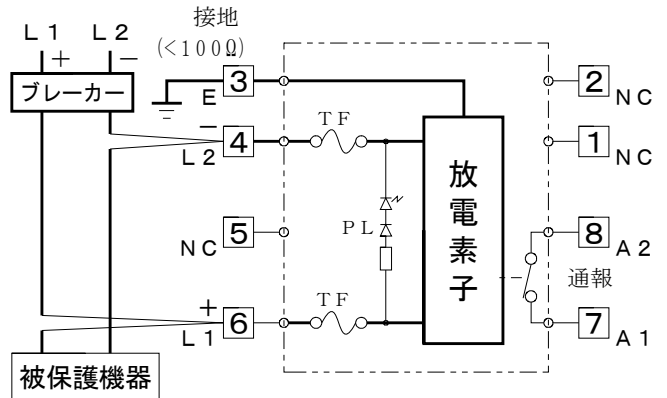 L1 L2
+ −
ブレーカー
接地
(<100Ω)
3
E
−
4
L2
TF
5
NC
PL
放電素子
+
6
L1
TF
2
NC
1
NC
8
A2
通報
7
A1
被保護機器